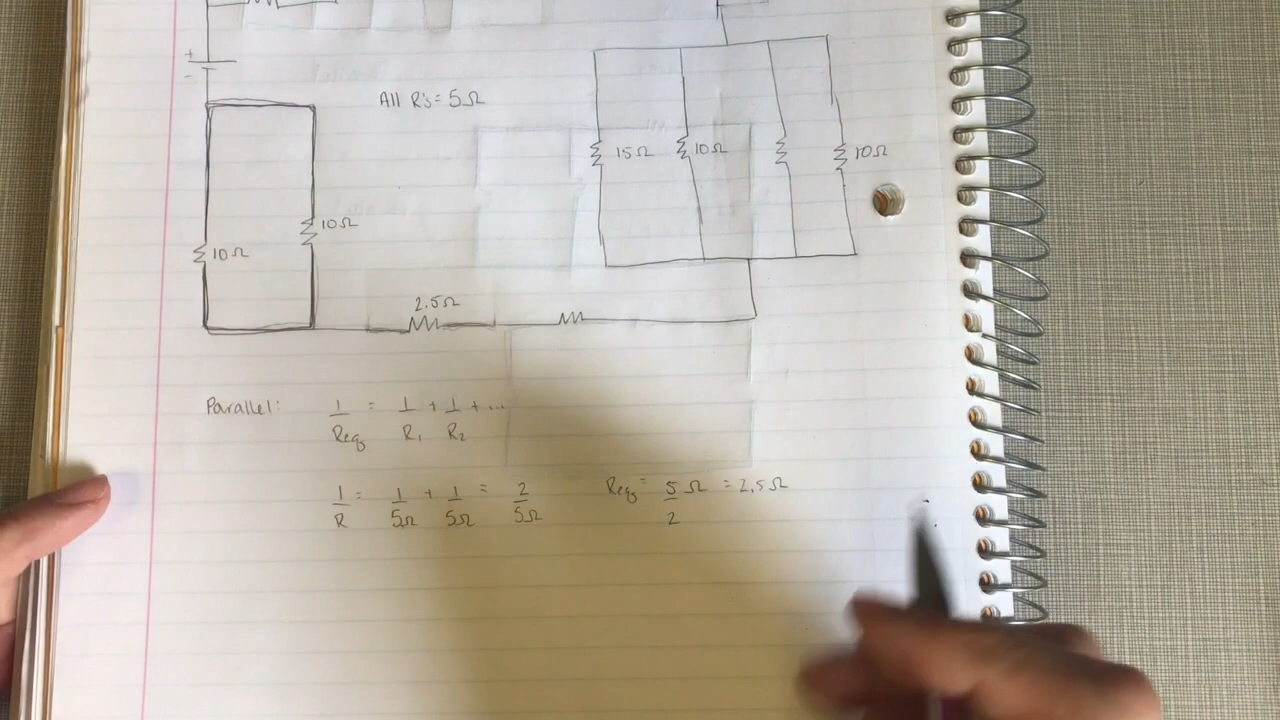 +
-
All R's = 5Ω
15Ω 10Ω 10Ω
10Ω
10Ω
2.5Ω
Parallel: 1/Req = 1/R1 + 1/R2 + ...
1/R = 1/5Ω + 1/5Ω = 2/5Ω Req = 5/2 Ω = 2.5Ω